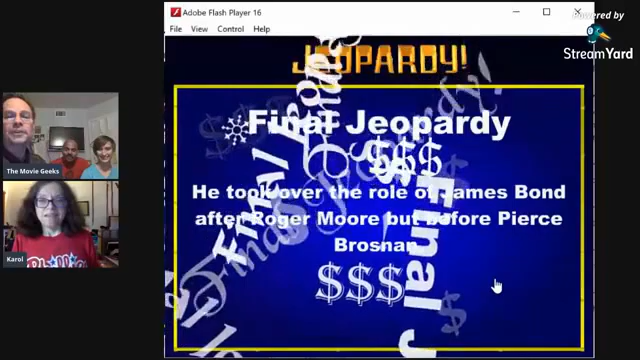 Adobe Flash Player 16
File View Control Help
Powered by
StreamYard
JEOPARDY!
Final Jeopardy
$$$
He took over the role of James Bond
after Roger Moore but before Pierce
Brosnan
$$$
The Movie Geeks
Karol
Phillies